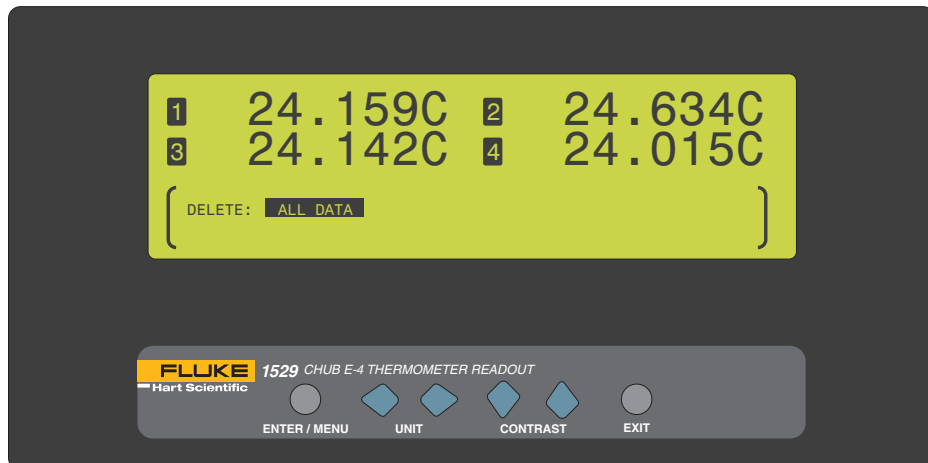 1 24.159C 2 24.634C
3 24.142C 4 24.015C
DELETE: ALL DATA
FLUKE 1529 CHUB E-4 THERMOMETER READOUT
Hart Scientific
ENTER / MENU UNIT CONTRAST EXIT